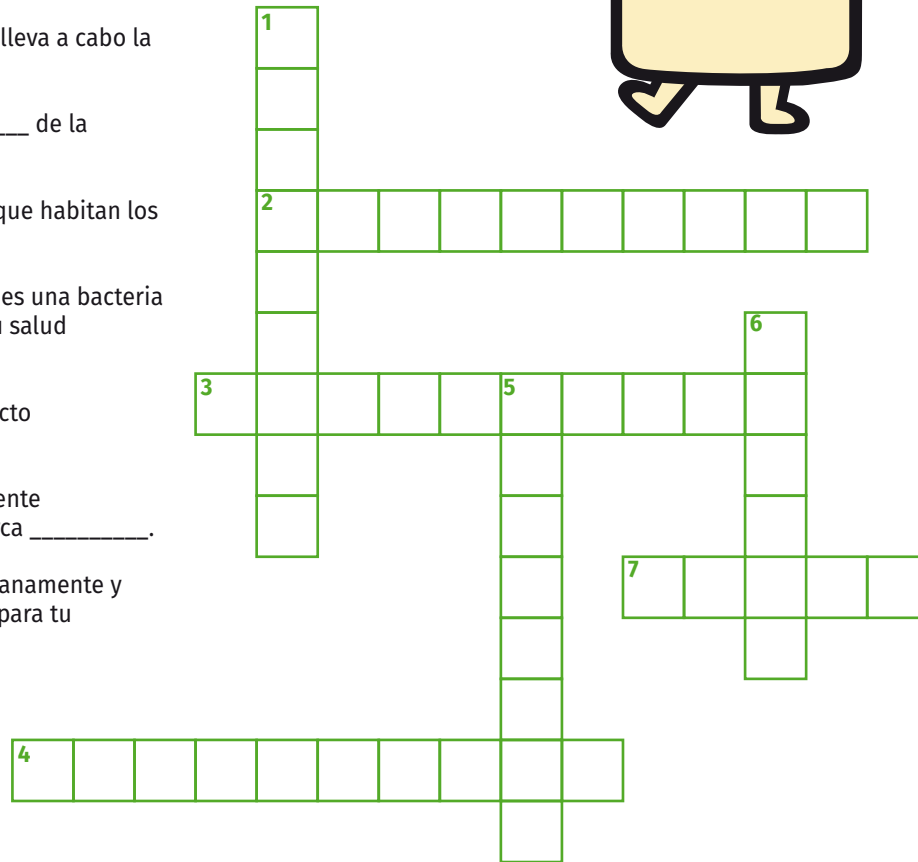 lleva a cabo la
__ de la
que habitan los
es una bacteria
salud
cto
ente
ca __________.
anamente y
para tu
1
2
6
3
5
7
4